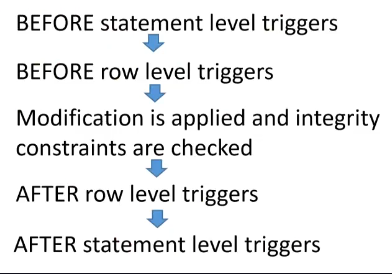 BEFORE statement level triggers
BEFORE row level triggers
Modification is applied and integrity
constraints are checked
AFTER row level triggers
AFTER statement level triggers